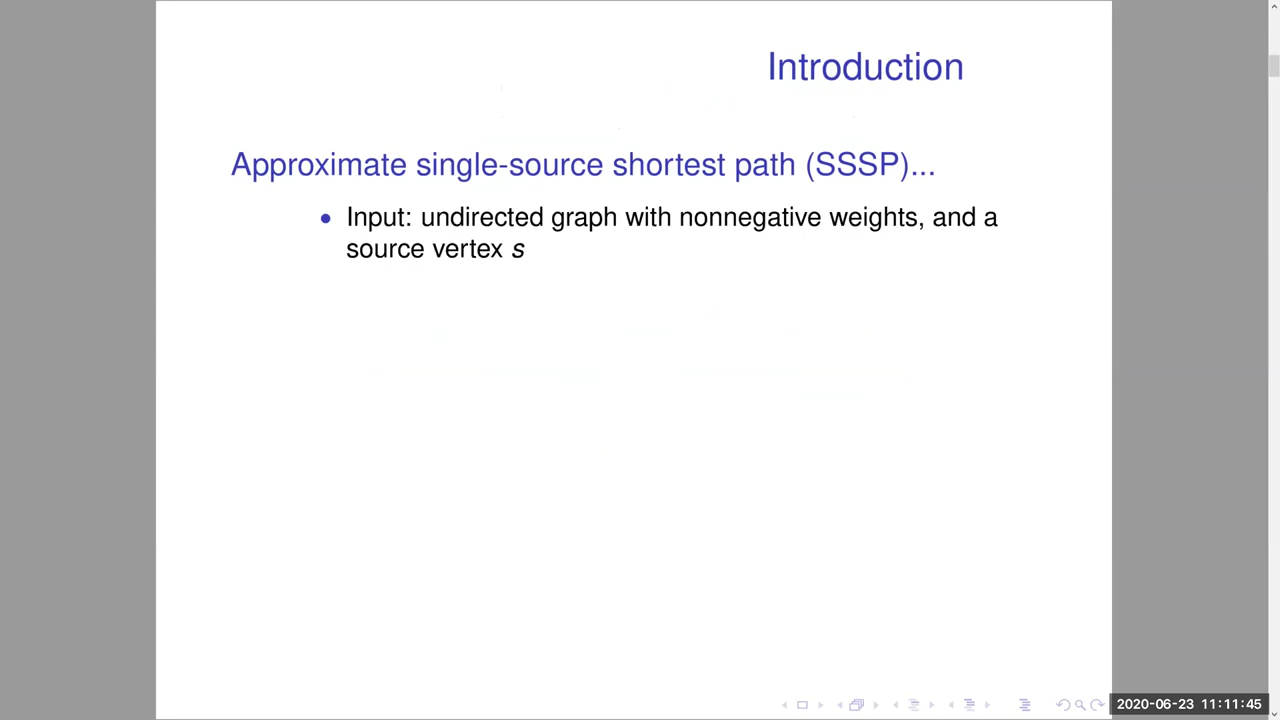 Introduction
Approximate single-source shortest path (SSSP)...
• Input: undirected graph with nonnegative weights, and a
source vertex s
2020-06-23 11:11:45